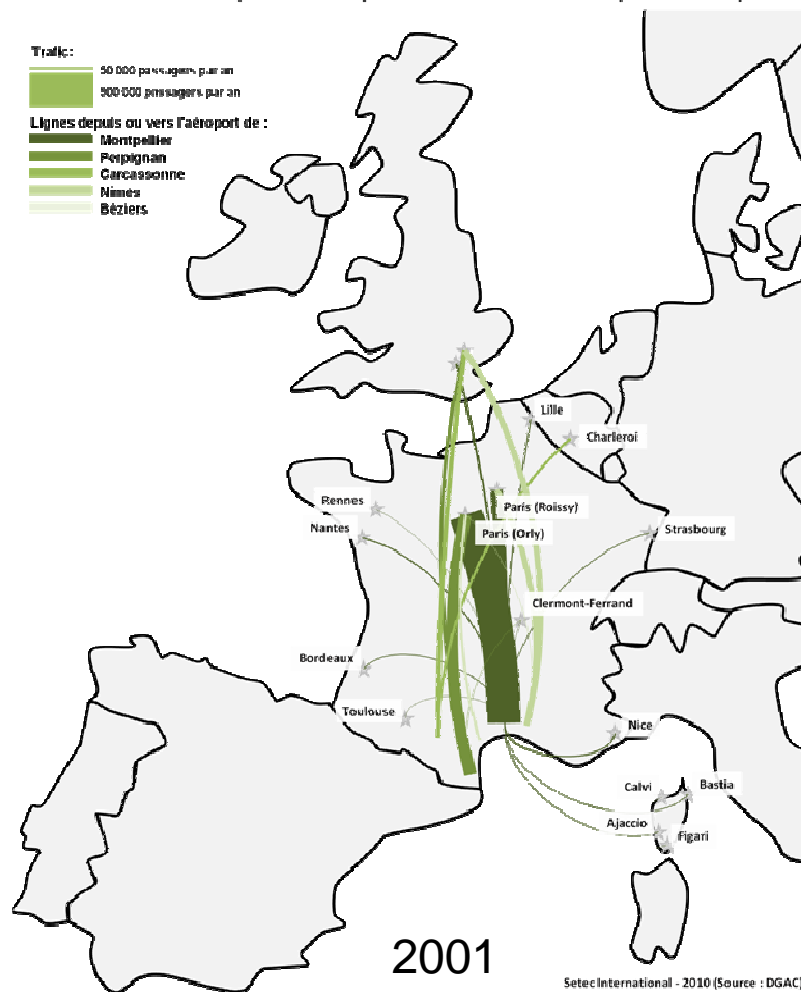 Trafic :
50 000 passagers par an
500 000 passagers par an
Lignes depuis ou vers l'aéroport de :
Montpellier
Perpignan
Carcassonne
Nîmes
Béziers
Lille
Charleroi
Rennes
Paris (Roissy)
Nantes
Paris (Orly)
Strasbourg
Clermont-Ferrand
Bordeaux
Toulouse
Nice
Calvi
Bastia
Ajaccio
Figari
2001
Setec International - 2010 (Source : DGAC)